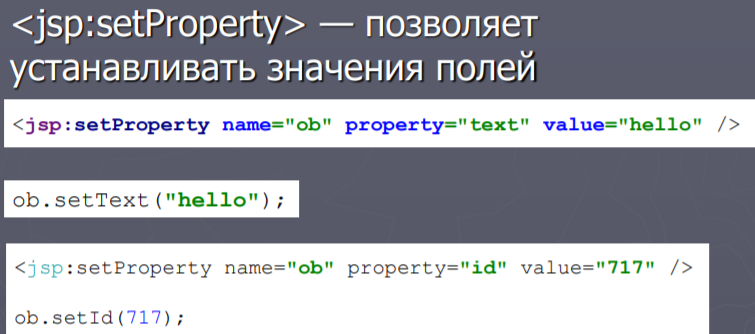 <jsp:setProperty> — позволяет
устанавливать значения полей
<jsp:setProperty name="ob" property="text" value="hello" />
ob.setText("hello");
<jsp:setProperty name="ob" property="id" value="717" />
ob.setId(717);